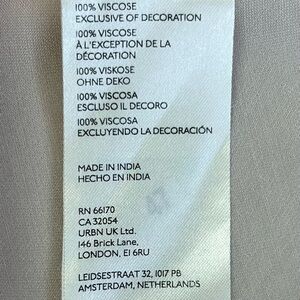 100% VISCOSE
EXCLUSIVE OF DECORATION
100% VISCOSE
À L'EXCEPTION DE LA
DÉCORATION
100% VISKOSE
OHNE DEKO
100% VISCOSA
ESCLUSO IL DECORO
100% VISCOSA
EXCLUYENDO LA DECORACIÓN
MADE IN INDIA
HECHO EN INDIA
RN 66170
CA 32054
URBN UK Ltd.
146 Brick Lane,
LONDON, E1 6RU
LEIDSESTRAAT 32, 1017 PB
AMSTERDAM, NETHERLANDS